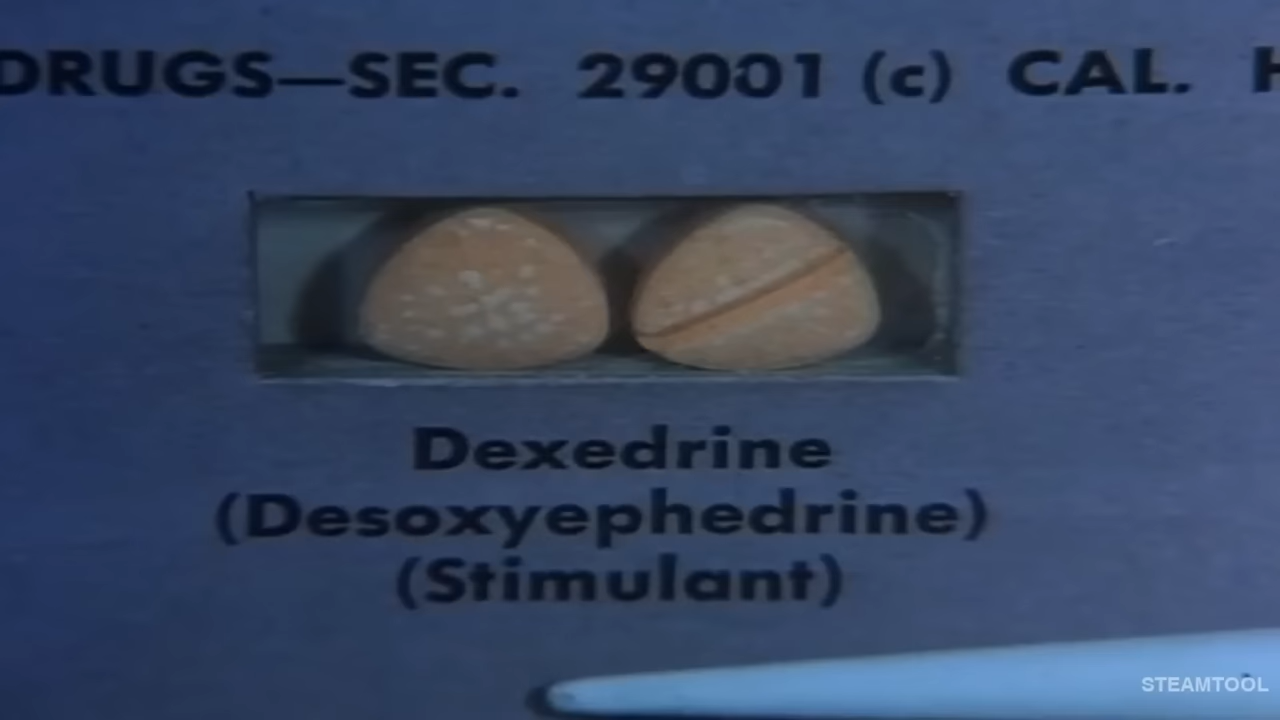 DRUGS—SEC. 29001 (c) CAL. H
Dexedrine
(Desoxyephedrine)
(Stimulant)
STEAMTOOL